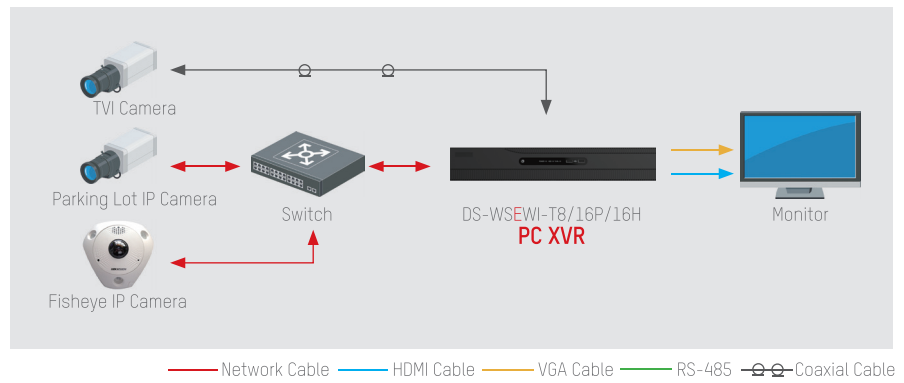 TVI Camera
Parking Lot IP Camera
Switch
DS-WSEWI-T8/16P/16H
PC XVR
Monitor
Fisheye IP Camera
Network Cable
HDMI Cable
VGA Cable
RS-485
Coaxial Cable